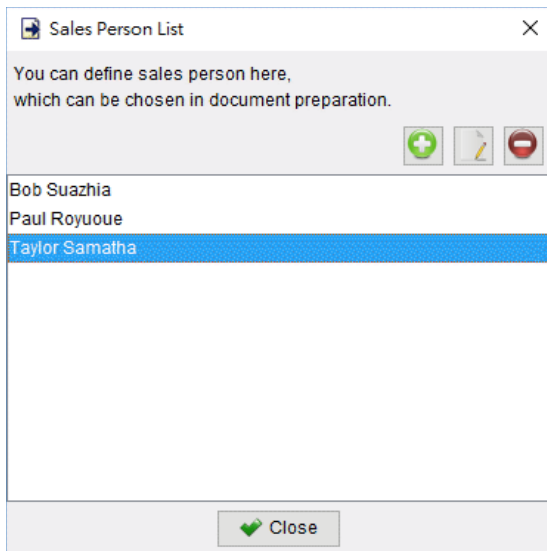 Sales Person List
You can define sales person here,
which can be chosen in document preparation.
Bob Suazhia
Paul Royuoue
Taylor Samatha
Close